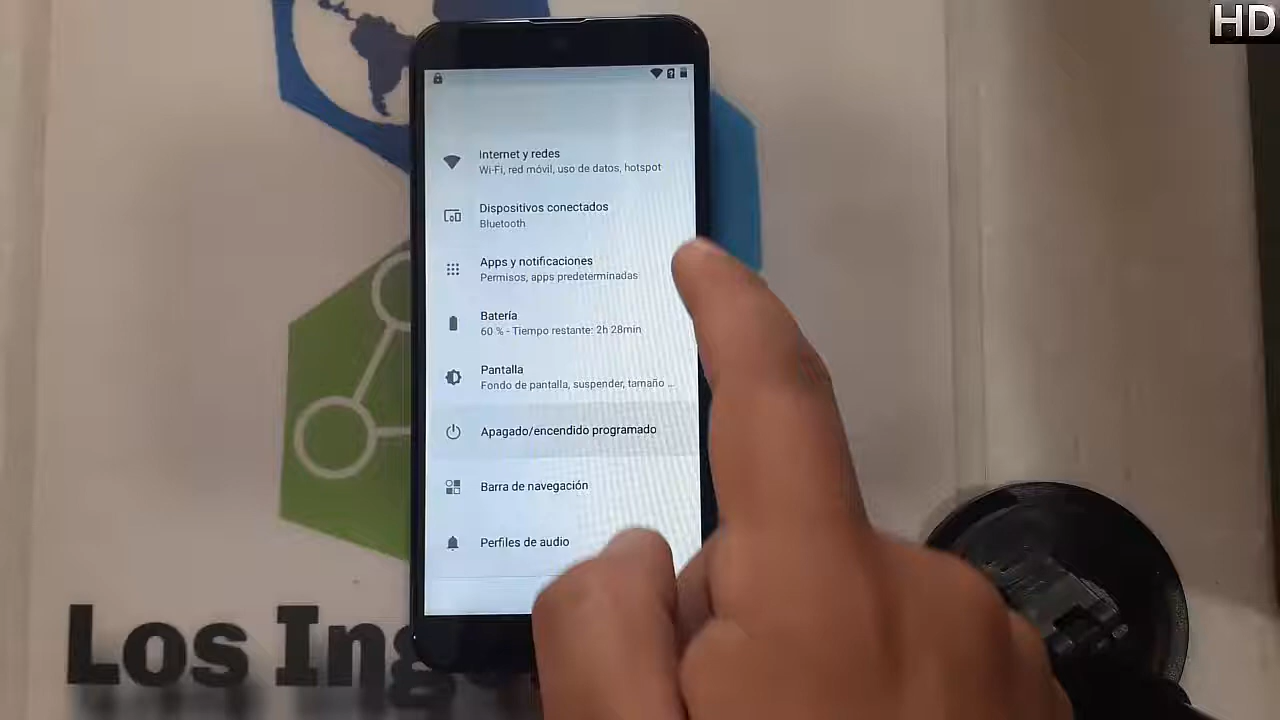 HD
Internet y redes
Wi-Fi, red móvil, uso de datos, hotspot
Dispositivos conectados
Bluetooth
Apps y notificaciones
Permisos, apps predeterminadas
Batería
60 % - Tiempo restante: 2h 28min
Pantalla
Fondo de pantalla, suspender, tamaño ...
Apagado/encendido programado
Barra de navegación
Perfiles de audio
Los Ing